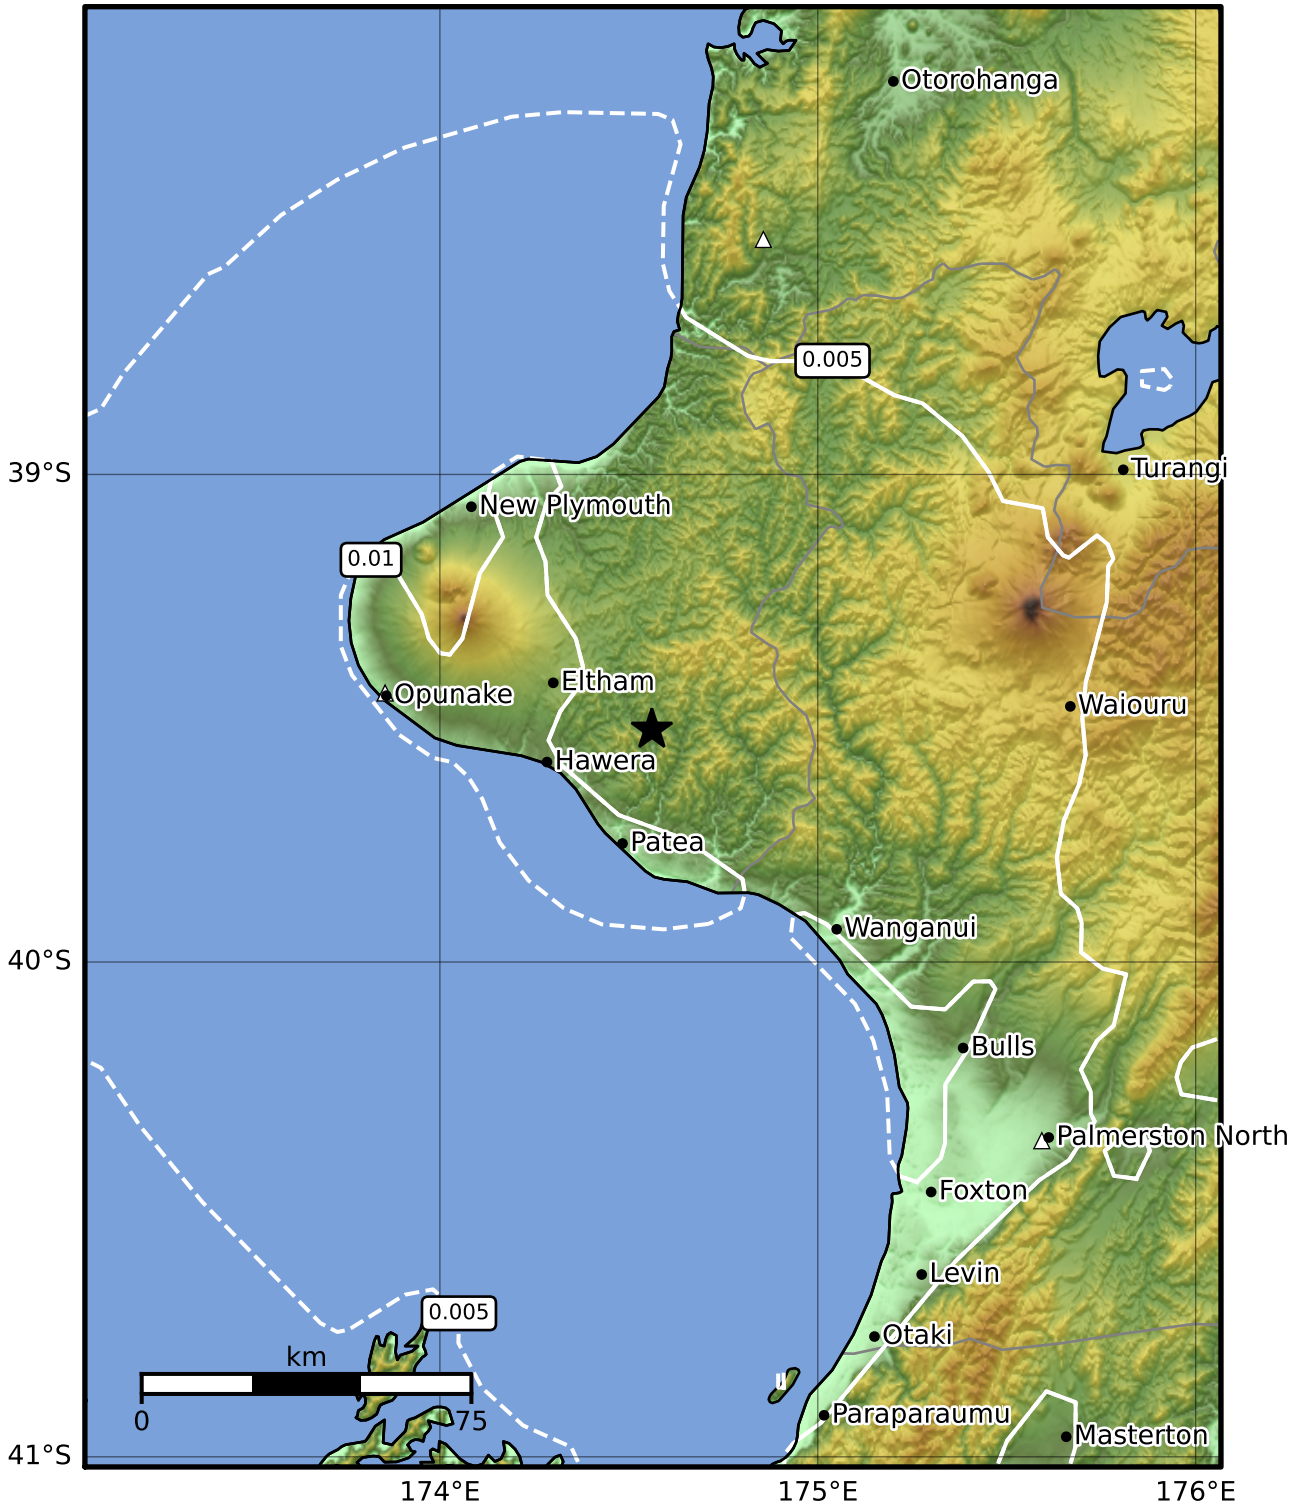 Otorohanga
0.005
Turangi
39°S
New Plymouth
0.01
Eltham
Opunake
Waiouru
Hawera
Patea
Wanganui
40°S
Bulls
Palmerston North
Foxton
Levin
0.005
Otaki
km
0
75
Paraparaumu
Masterton
41°S
174°E
175°E
176°E